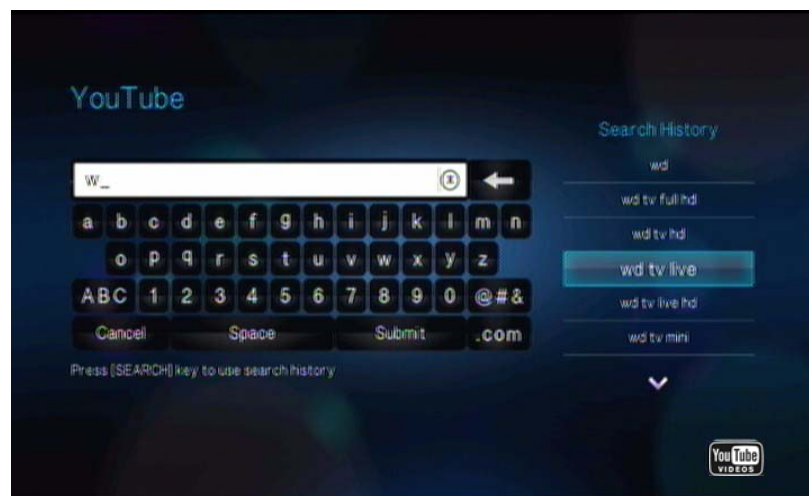 YouTube
w_
a b c d e f g h i j k l m n
o p q r s t u v w x y z
ABC 1 2 3 4 5 6 7 8 9 0 @#&
Cancel Space Submit .com
Press [SEARCH] key to use search history
Search History
wd
wd tv full hd
wd tv hd
wd tv live
wd tv live hd
wd tv mini
YouTube
VIDEOS